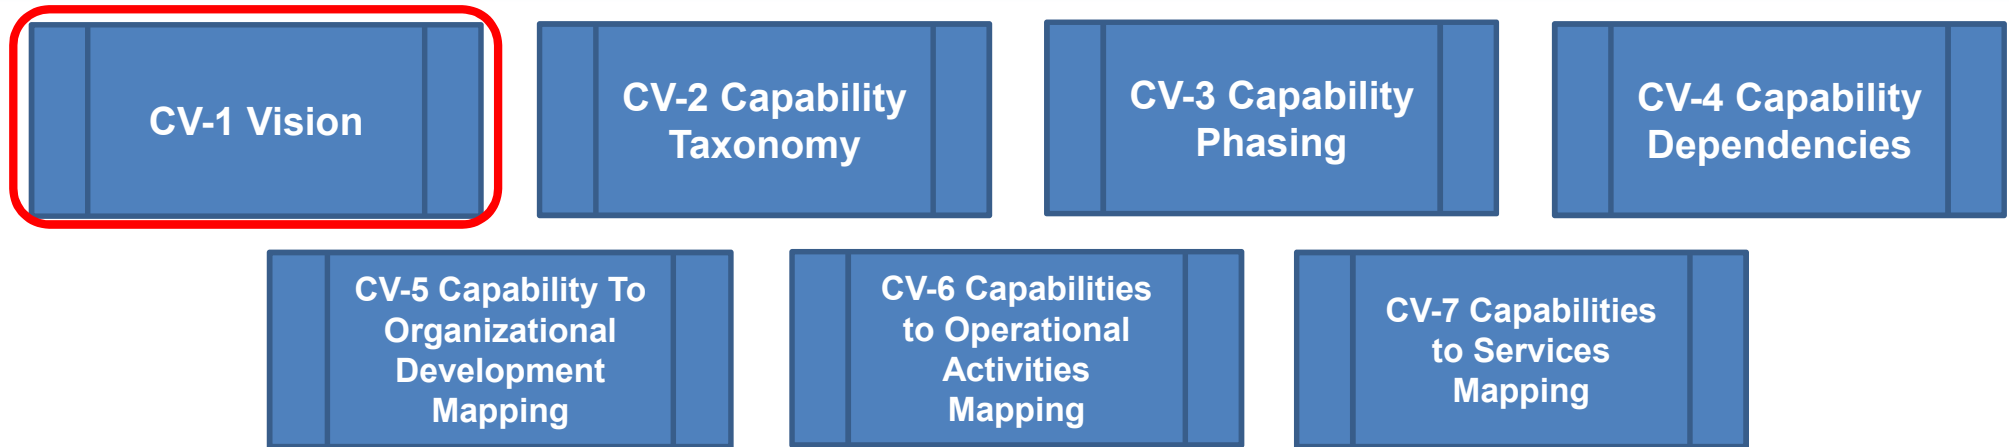 CV-1 Vision
CV-2 Capability
Taxonomy
CV-3 Capability
Phasing
CV-4 Capability
Dependencies
CV-5 Capability To
Organizational
Development
Mapping
CV-6 Capabilities
to Operational
Activities
Mapping
CV-7 Capabilities
to Services
Mapping